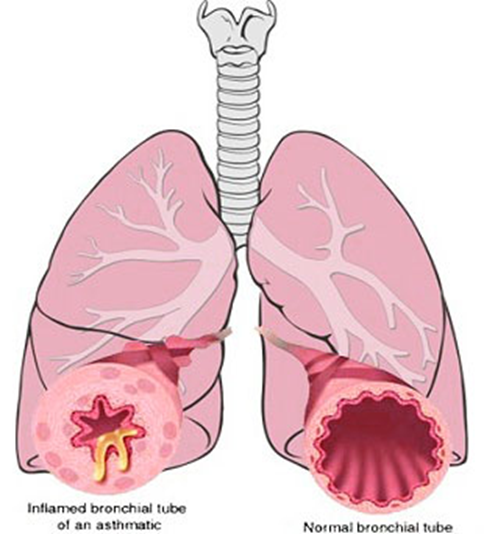 Inflamed bronchial tube
of an asthmatic
Normal bronchial tube